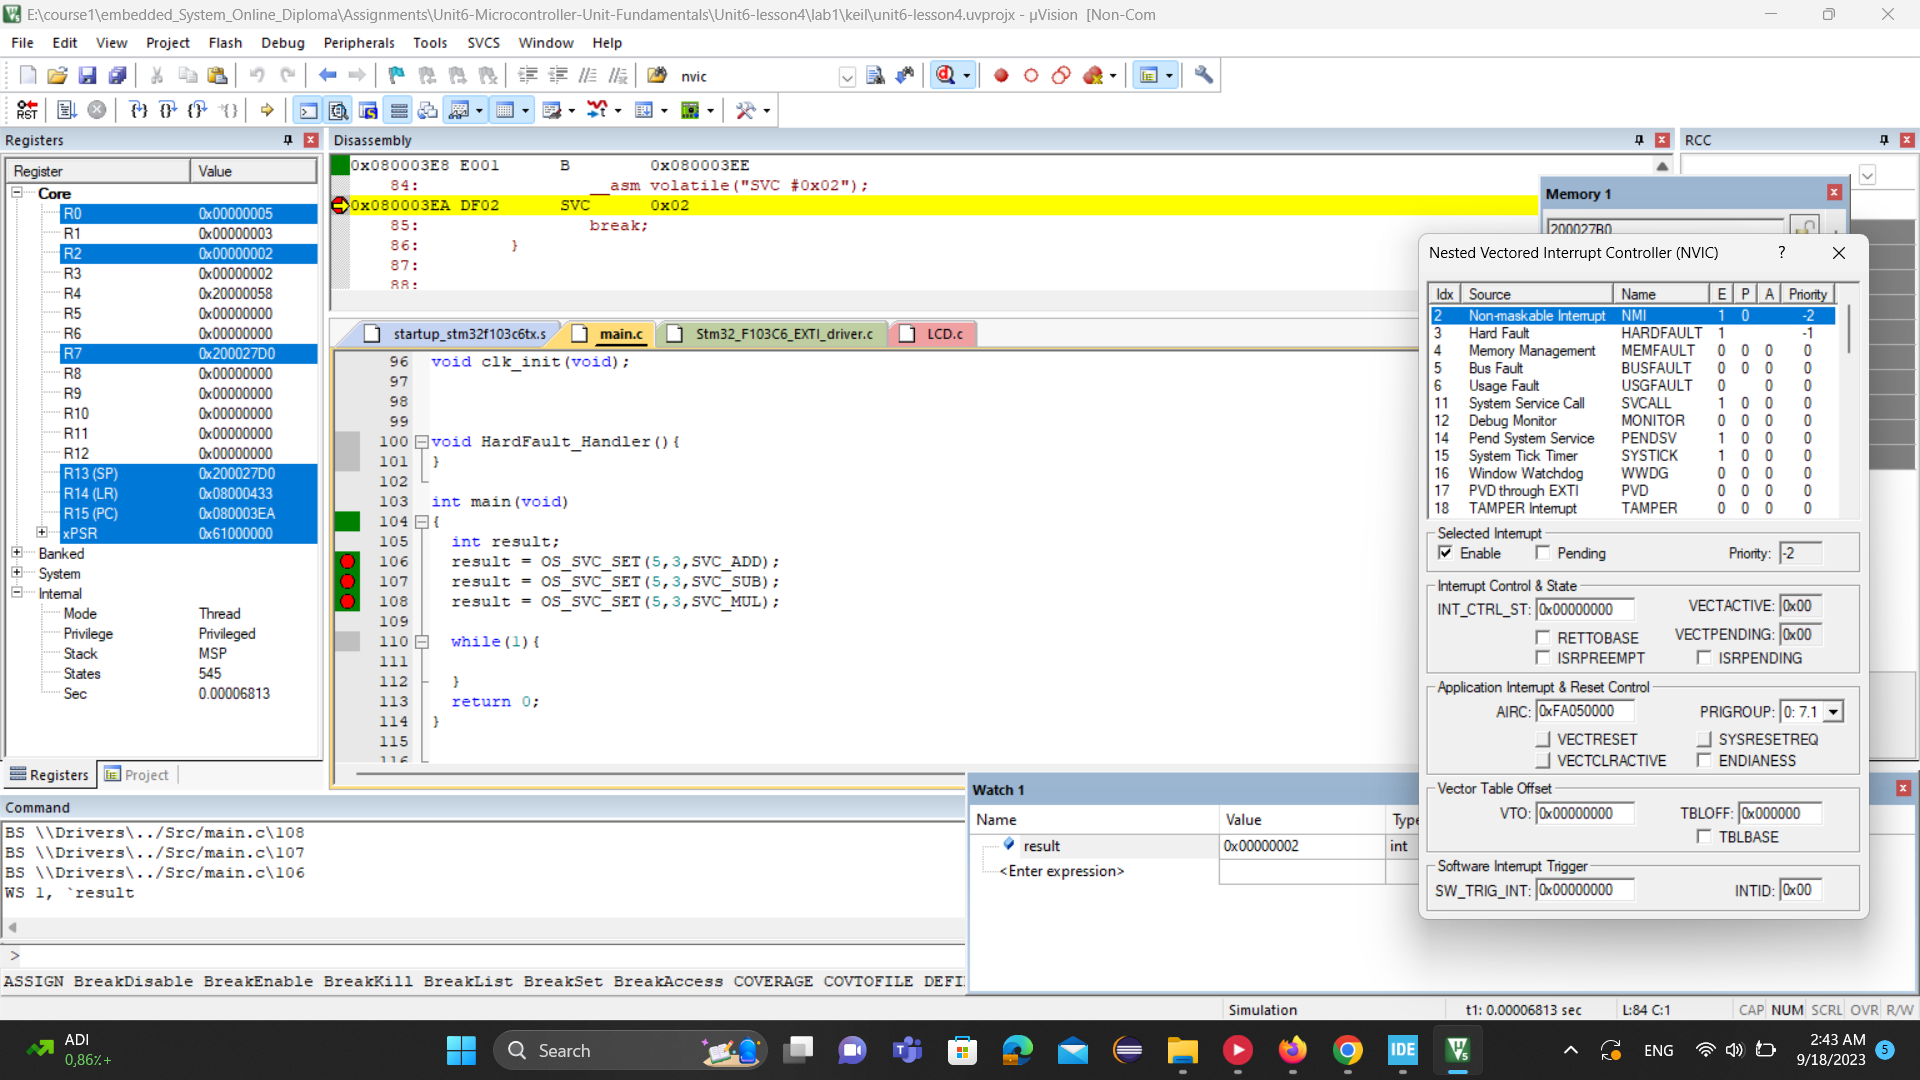 E:\course1\embedded_System_Online_Diploma\Assignments\Unit6-Microcontroller-Unit-Fundamentals\Unit6-lesson4\lab1\keil\unit6-lesson4.uvprojx - µVision [Non-Com
File Edit View Project Flash Debug Peripherals Tools SVCS Window Help
nvic
RST
Registers
Register Value
Core
R0 0x00000005
R1 0x00000003
R2 0x00000002
R3 0x00000002
R4 0x20000058
R5 0x00000000
R6 0x00000000
R7 0x200027D0
R8 0x00000000
R9 0x00000000
R10 0x00000000
R11 0x00000000
R12 0x00000000
R13 (SP) 0x200027D0
R14 (LR) 0x08000433
R15 (PC) 0x080003EA
xPSR 0x61000000
Banked
System
Internal
Mode Thread
Privilege Privileged
Stack MSP
States 545
Sec 0.00006813
Registers Project
Disassembly
0x080003E8 E001 B 0x080003EE
84: __asm volatile("SVC #0x02");
0x080003EA DF02 SVC 0x02
85: break;
86: }
87:
88:
startup_stm32f103c6tx.s main.c Stm32_F103C6_EXTI_driver.c LCD.c
96 void clk_init(void);
97
98
99
100 void HardFault_Handler(){
101 }
102
103 int main(void)
104 {
105 int result;
106 result = OS_SVC_SET(5,3,SVC_ADD);
107 result = OS_SVC_SET(5,3,SVC_SUB);
108 result = OS_SVC_SET(5,3,SVC_MUL);
109
110 while(1){
111
112 }
113 return 0;
114 }
115
116
RCC
Memory 1
200027B0
Nested Vectored Interrupt Controller (NVIC) ?
Idx Source Name E P A Priority
2 Non-maskable Interrupt NMI 1 0 -2
3 Hard Fault HARDFAULT 1 -1
4 Memory Management MEMFAULT 0 0 0 0
5 Bus Fault BUSFAULT 0 0 0 0
6 Usage Fault USGFAULT 0 0 0
11 System Service Call SVCALL 1 0 0 0
12 Debug Monitor MONITOR 0 0 0 0
14 Pend System Service PENDSV 1 0 0 0
15 System Tick Timer SYSTICK 1 0 0 0
16 Window Watchdog WWDG 0 0 0 0
17 PVD through EXTI PVD 0 0 0 0
18 TAMPER Interrupt TAMPER 0 0 0 0
Selected Interrupt
Enable Pending Priority: -2
Interrupt Control & State
INT_CTRL_ST: 0x00000000 VECTACTIVE: 0x00
RETTOBASE VECTPENDING: 0x00
ISRPREEMPT ISRPENDING
Application Interrupt & Reset Control
AIRC: 0xFA050000 PRIGROUP: 0: 7.1
VECTRESET SYSRESETREQ
VECTCLRACTIVE ENDIANESS
Vector Table Offset
VTO: 0x00000000 TBLOFF: 0x000000
TBLBASE
Software Interrupt Trigger
SW_TRIG_INT: 0x00000000 INTID: 0x00
Command
BS \\Drivers\../Src/main.c\108
BS \\Drivers\../Src/main.c\107
BS \\Drivers\../Src/main.c\106
WS 1, `result
>
ASSIGN BreakDisable BreakEnable BreakKill BreakList BreakSet BreakAccess COVERAGE COVTOFILE DEFI
Watch 1
Name Value Type
result 0x00000002 int
<Enter expression>
Simulation t1: 0.00006813 sec L:84 C:1 CAP NUM SCRL OVR R/W
ADI
0,86%+
Search
IDE
ENG
2:43 AM
9/18/2023
5